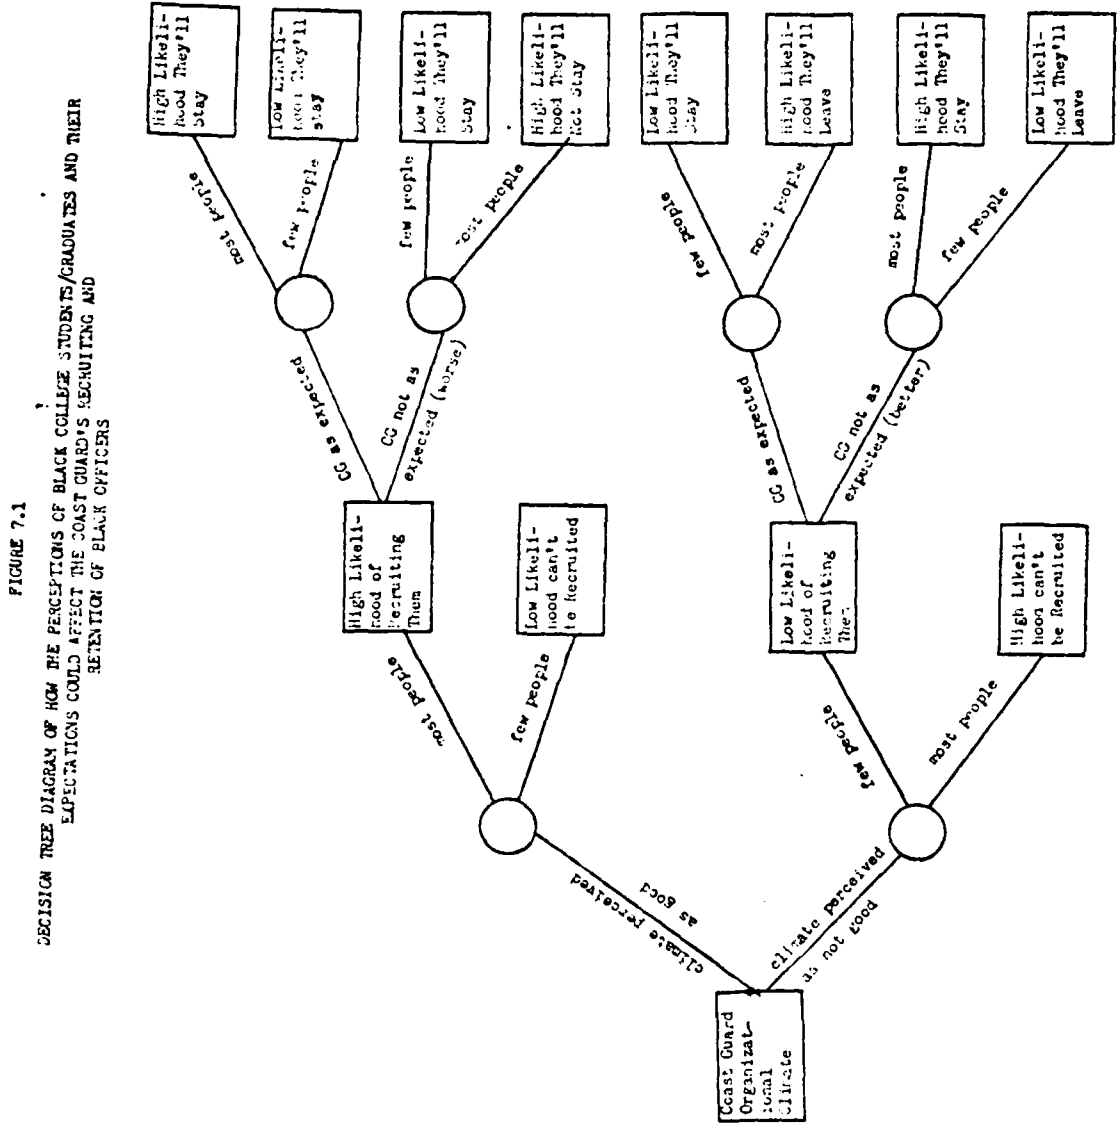 FIGURE 7.1
DECISION TREE DIAGRAM OF HOW THE PERCEPTIONS OF BLACK COLLEGE STUDENTS/GRADUATES AND THEIR
EXPECTATIONS COULD AFFECT THE COAST GUARD'S RECRUITING AND
RETENTION OF BLACK OFFICERS
Coast Guard
Organizat-
ional
Climate
climate perceived
as good
climate perceived
as not good
most people
few people
few people
most people
High Likeli-
hood of
Recruiting
Them
Low Likeli-
hood can't
be Recruited
Low Likeli-
hood of
Recruiting
Them
High Likeli-
hood can't
be Recruited
CG as expected
CG not as
expected (worse)
CG as expected
CG not as
expected (better)
most people
few people
few people
most people
few people
most people
most people
few people
High Likeli-
hood They'll
Stay
Low Likeli-
hood They'll
stay
Low Likeli-
hood They'll
Stay
High Likeli-
hood They'll
Not Stay
Low Likeli-
hood They'll
Stay
High Likeli-
hood They'll
Leave
High Likeli-
hood They'll
Stay
Low Likeli-
hood They'll
Leave